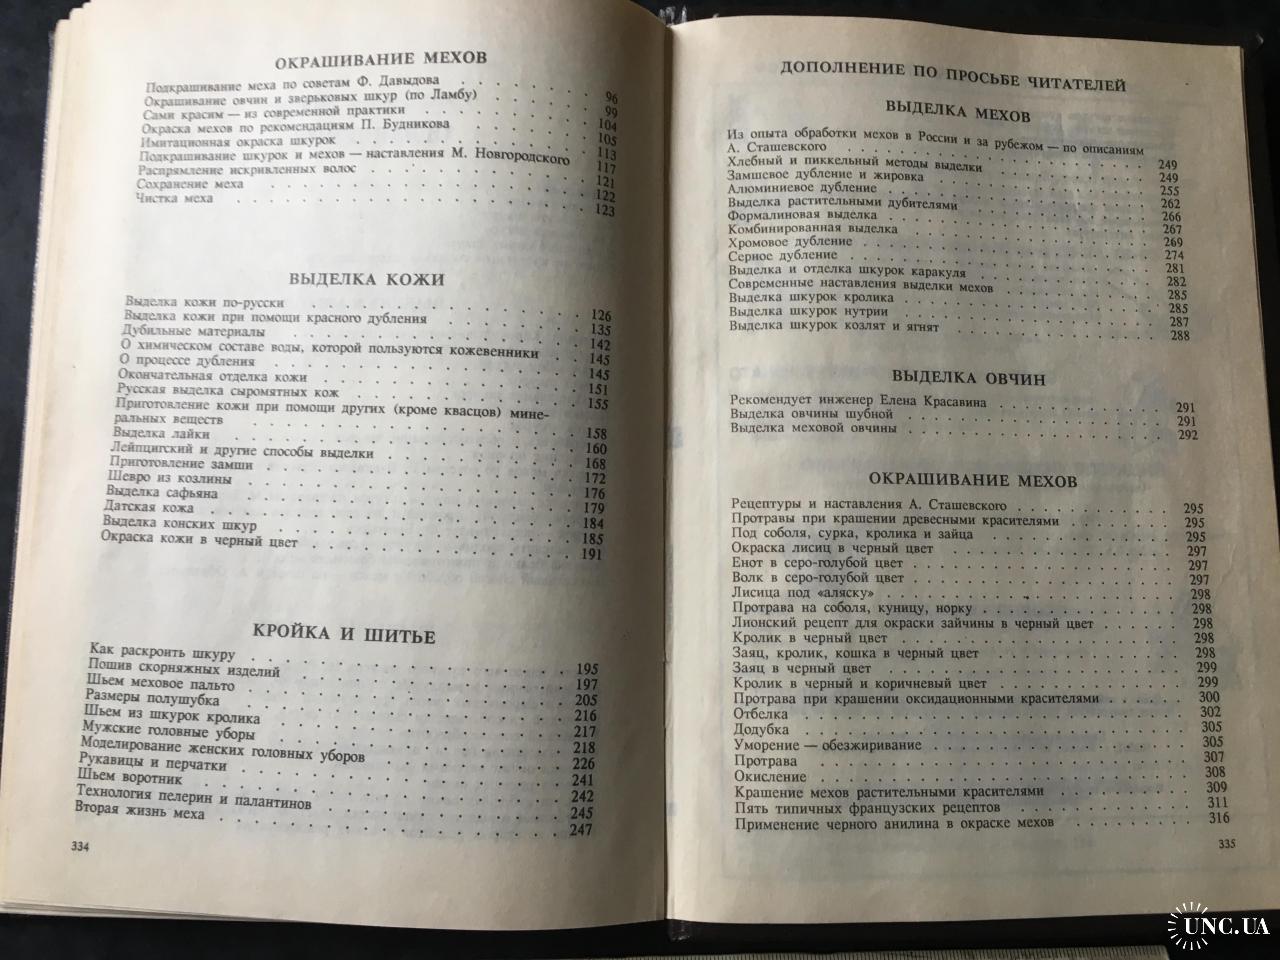 ОКРАШИВАНИЕ МЕХОВ
Подкрашивание меха по советам Ф. Давыдова . . . . . . 96
Окрашивание овчин и зверьковых шкур (по Ламбу) . . . . . . 99
Сами красим — из современной практики . . . . . . 104
Окраска мехов по рекомендациям П. Будникова . . . . . . 105
Имитационная окраска шкурок . . . . . . 113
Подкрашивание шкурок и мехов — наставления М. Новгородского . 117
Распрямление искривленных волос . . . . . . 121
Сохранение меха . . . . . . 122
Чистка меха . . . . . . 123
ВЫДЕЛКА КОЖИ
Выделка кожи по-русски . . . . . . 126
Выделка кожи при помощи красного дубления . . . . . . 135
Дубильные материалы . . . . . . 142
О химическом составе воды, которой пользуются кожевенники . . 145
О процессе дубления . . . . . . 145
Окончательная отделка кожи . . . . . . 151
Русская выделка сыромятных кож . . . . . . 155
Приготовление кожи при помощи других (кроме квасцов) мине-
ральных веществ . . . . . . 158
Выделка лайки . . . . . . 160
Лейпцигский и другие способы выделки . . . . . . 168
Приготовление замши . . . . . . 172
Шевро из козлины . . . . . . 176
Выделка сафьяна . . . . . . 179
Датская кожа . . . . . . 184
Выделка конских шкур . . . . . . 185
Окраска кожи в черный цвет . . . . . . 191
КРОЙКА И ШИТЬЕ
Как раскроить шкуру . . . . . . 195
Пошив скорняжных изделий . . . . . . 197
Шьем меховое пальто . . . . . . 205
Размеры полушубка . . . . . . 216
Шьем из шкурок кролика . . . . . . 217
Мужские головные уборы . . . . . . 218
Моделирование женских головных уборов . . . . . . 226
Рукавицы и перчатки . . . . . . 241
Шьем воротник . . . . . . 242
Технология пелерин и палантинов . . . . . . 245
Вторая жизнь меха . . . . . . 247
334
ДОПОЛНЕНИЕ ПО ПРОСЬБЕ ЧИТАТЕЛЕЙ
ВЫДЕЛКА МЕХОВ
Из опыта обработки мехов в России и за рубежом — по описаниям
А. Сташевского . . . . . . 249
Хлебный и пиккельный методы выделки . . . . . . 249
Замшевое дубление и жировка . . . . . . 255
Алюминиевое дубление . . . . . . 262
Выделка растительными дубителями . . . . . . 266
Формалиновая выделка . . . . . . 267
Комбинированная выделка . . . . . . 269
Хромовое дубление . . . . . . 274
Серное дубление . . . . . . 281
Выделка и отделка шкурок каракуля . . . . . . 282
Современные наставления выделки мехов . . . . . . 285
Выделка шкурок кролика . . . . . . 285
Выделка шкурок нутрии . . . . . . 287
Выделка шкурок козлят и ягнят . . . . . . 288
ВЫДЕЛКА ОВЧИН
Рекомендует инженер Елена Красавина . . . . . . 291
Выделка овчины шубной . . . . . . 291
Выделка меховой овчины . . . . . . 292
ОКРАШИВАНИЕ МЕХОВ
Рецептуры и наставления А. Сташевского . . . . . . 295
Протравы при крашении древесными красителями . . . . . . 295
Под соболя, сурка, кролика и зайца . . . . . . 295
Окраска лисиц в черный цвет . . . . . . 297
Енот в серо-голубой цвет . . . . . . 297
Волк в серо-голубой цвет . . . . . . 297
Лисица под «аляску» . . . . . . 298
Протрава на соболя, куницу, норку . . . . . . 298
Лионский рецепт для окраски зайчины в черный цвет . . . . . . 298
Кролик в черный цвет . . . . . . 298
Заяц, кролик, кошка в черный цвет . . . . . . 298
Заяц в черный цвет . . . . . . 299
Кролик в черный и коричневый цвет . . . . . . 299
Протрава при крашении оксидационными красителями . . . . . . 300
Отбелка . . . . . . 302
Додубка . . . . . . 305
Уморение — обезжиривание . . . . . . 305
Протрава . . . . . . 307
Окисление . . . . . . 308
Крашение мехов растительными красителями . . . . . . 309
Пять типичных французских рецептов . . . . . . 311
Применение черного анилина в окраске мехов . . . . . . 316
335
UNC.UA